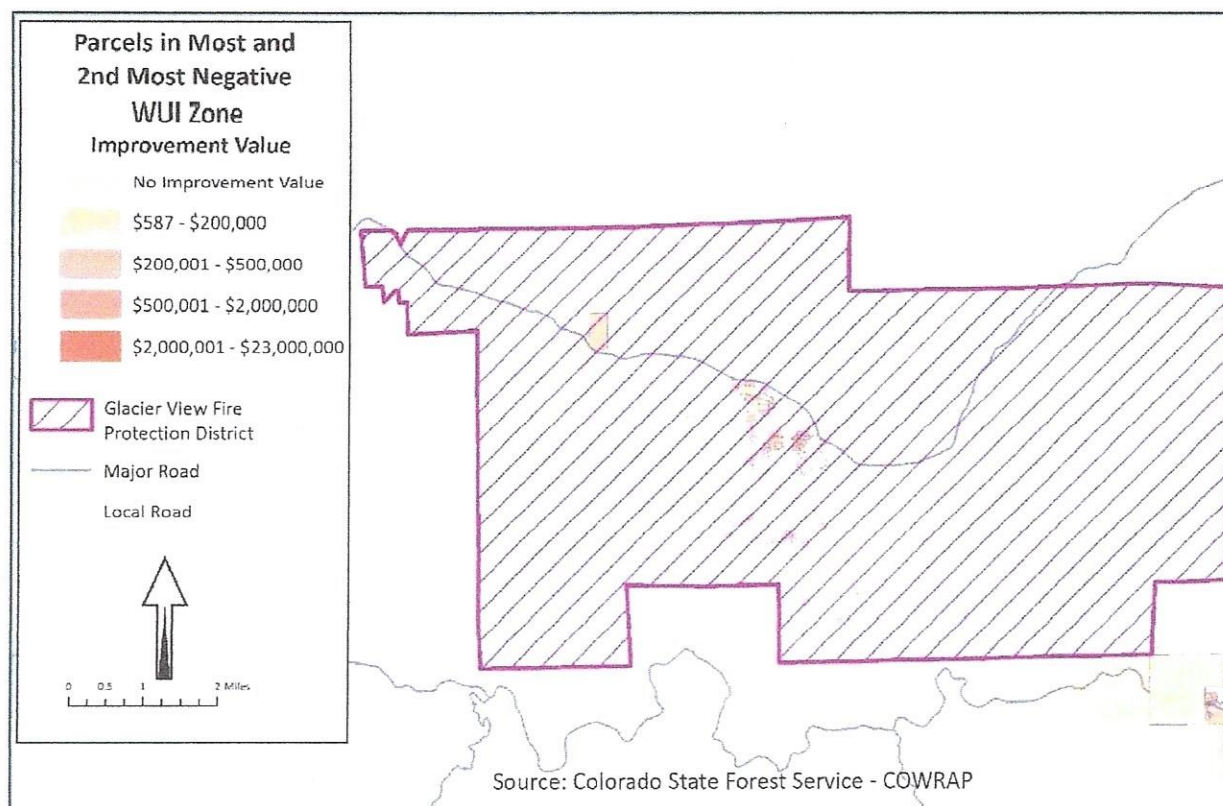 Parcels in Most and
2nd Most Negative
WUI Zone
Improvement Value
No Improvement Value
$587 - $200,000
$200,001 - $500,000
$500,001 - $2,000,000
$2,000,001 - $23,000,000
Glacier View Fire
Protection District
Major Road
Local Road
0 0.5 1 2 Miles
Source: Colorado State Forest Service - COWRAP